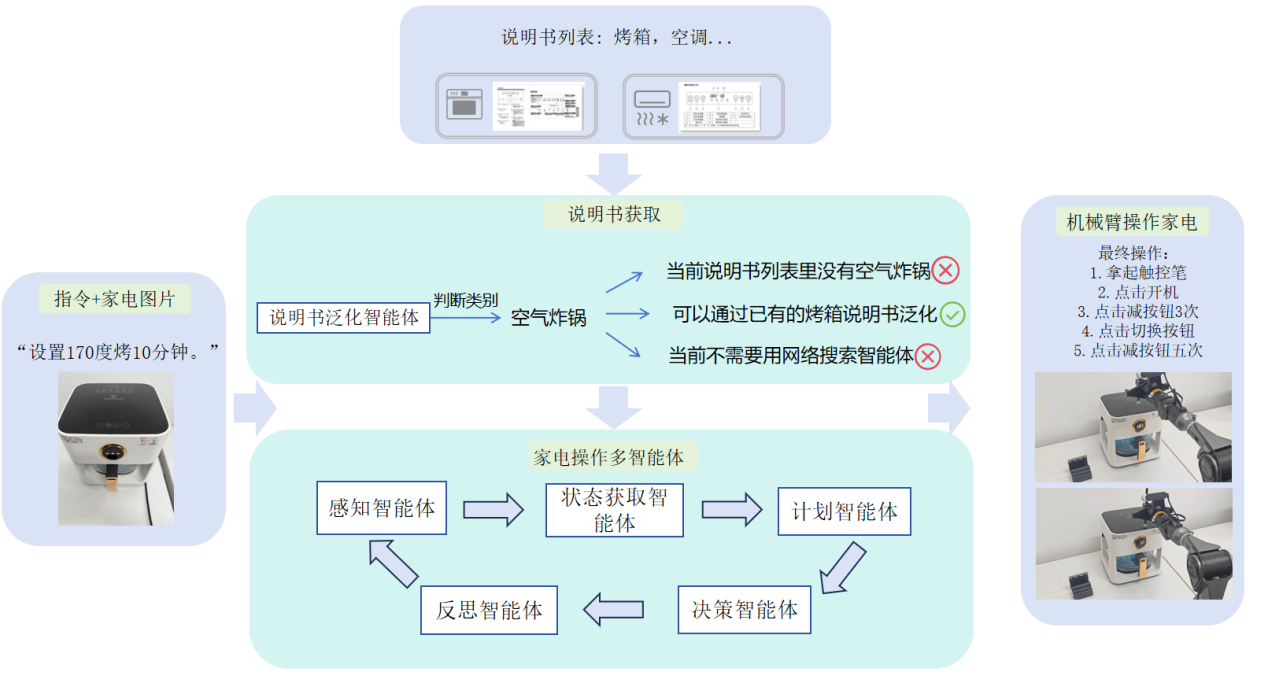 说明书列表: 烤箱，空调...
说明书获取
说明书泛化智能体
判断类别
空气炸锅
当前说明书列表里没有空气炸锅
可以通过已有的烤箱说明书泛化
当前不需要用网络搜索智能体
指令+家电图片
“设置170度烤10分钟。”
家电操作多智能体
感知智能体
状态获取智
能体
计划智能体
决策智能体
反思智能体
机械臂操作家电
最终操作:
1. 拿起触控笔
2. 点击开机
3. 点击减按钮3次
4. 点击切换按钮
5. 点击减按钮五次